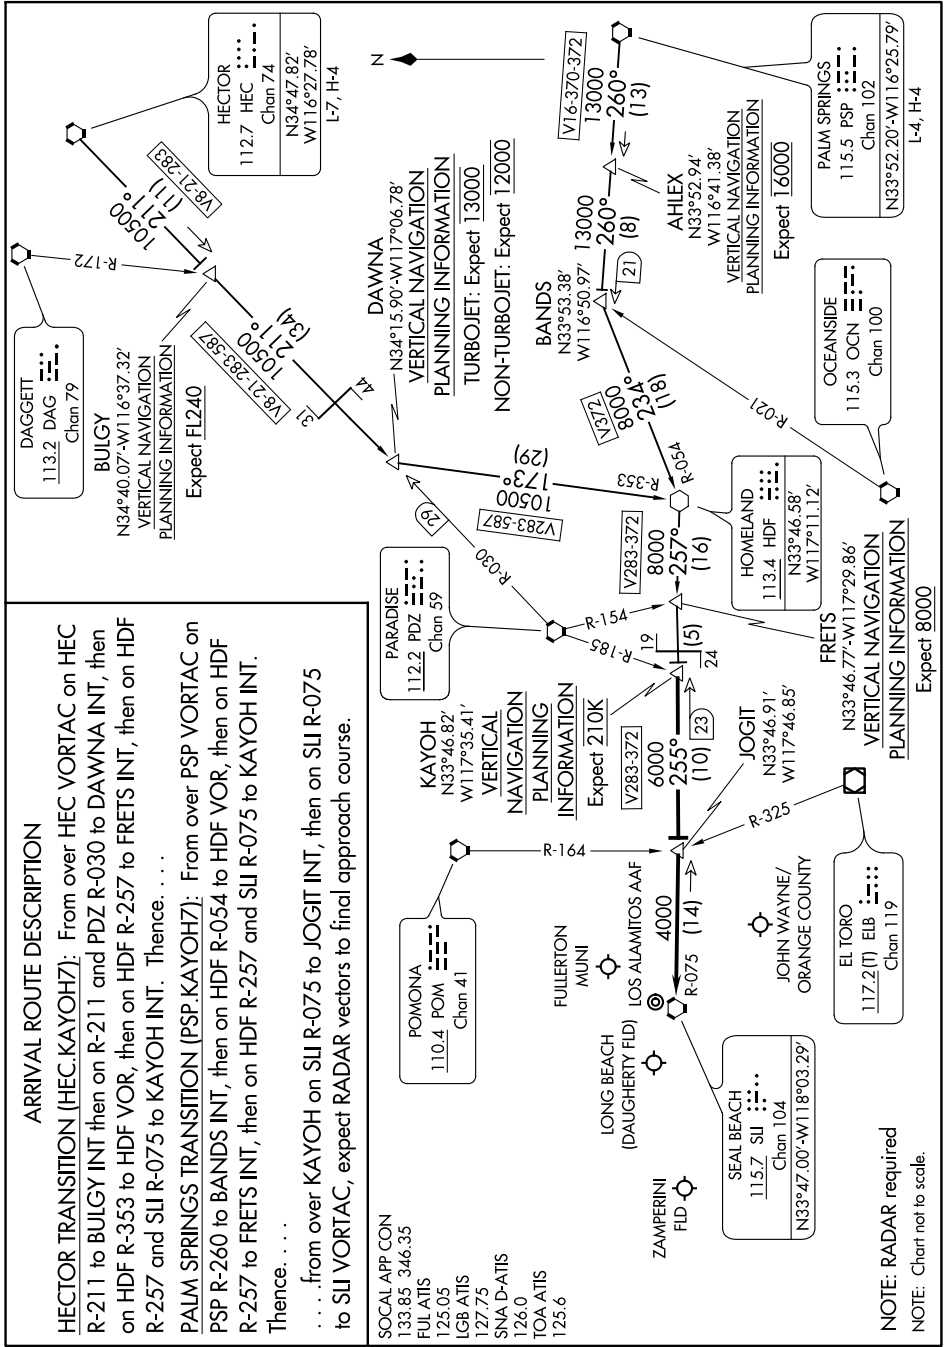 ARRIVAL ROUTE DESCRIPTION
HECTOR TRANSITION (HEC.KAYOH7): From over HEC VORTAC on HEC
R-211 to BULGY INT then on R-211 and PDZ R-030 to DAWNA INT, then
on HDF R-353 to HDF VOR, then on HDF R-257 to FRETS INT, then on HDF
R-257 and SLI R-075 to KAYOH INT. Thence. . . .
PALM SPRINGS TRANSITION (PSP.KAYOH7): From over PSP VORTAC on
PSP R-260 to BANDS INT, then on HDF R-054 to HDF VOR, then on HDF
R-257 to FRETS INT, then on HDF R-257 and SLI R-075 to KAYOH INT.
Thence. . . .
. . . .from over KAYOH on SLI R-075 to JOGIT INT, then on SLI R-075
to SLI VORTAC, expect RADAR vectors to final approach course.
SOCAL APP CON
133.85 346.35
FUL ATIS
125.05
LGB ATIS
127.75
SNA D-ATIS
126.0
TOA ATIS
125.6
DAGGETT
113.2 DAG
Chan 79
R-172
HECTOR
112.7 HEC
Chan 74
N34°47.82'
W116°27.78'
L-7, H-4
V8-21-283
10500
211°
(11)
BULGY
N34°40.07'-W116°37.32'
VERTICAL NAVIGATION
PLANNING INFORMATION
Expect FL240
V8-21-283-587
10500
211°
(34)
31
44
N
DAWNA
N34°15.90'-W117°06.78'
VERTICAL NAVIGATION
PLANNING INFORMATION
TURBOJET: Expect 13000
NON-TURBOJET: Expect 12000
PARADISE
112.2 PDZ
Chan 59
R-030
29
R-154
R-185
V283-587
10500
173°
(29)
R-353
V16-370-372
13000
260°
(13)
PALM SPRINGS
115.5 PSP
Chan 102
N33°52.20'-W116°25.79'
L-4, H-4
AHLEX
N33°52.94'
W116°41.38'
VERTICAL NAVIGATION
PLANNING INFORMATION
Expect 16000
13000
260°
(8)
21
BANDS
N33°53.38'
W116°50.97'
V372
8000
234°
(18)
R-054
R-021
OCEANSIDE
115.3 OCN
Chan 100
HOMELAND
113.4 HDF
N33°46.58'
W117°11.12'
V283-372
8000
257°
(16)
FRETS
N33°46.77'-W117°29.86'
VERTICAL NAVIGATION
PLANNING INFORMATION
Expect 8000
19
24
(5)
KAYOH
N33°46.82'
W117°35.41'
VERTICAL
NAVIGATION
PLANNING
INFORMATION
Expect 210K
V283-372
6000
255°
(10)
23
JOGIT
N33°46.91'
W117°46.85'
POMONA
110.4 POM
Chan 41
R-164
R-325
EL TORO
117.2(T) ELB
Chan 119
4000
(14)
R-075
FULLERTON
MUNI
LOS ALAMITOS AAF
JOHN WAYNE/
ORANGE COUNTY
LONG BEACH
(DAUGHERTY FLD)
SEAL BEACH
115.7 SLI
Chan 104
N33°47.00'-W118°03.29'
ZAMPERINI
FLD
NOTE: RADAR required
NOTE: Chart not to scale.